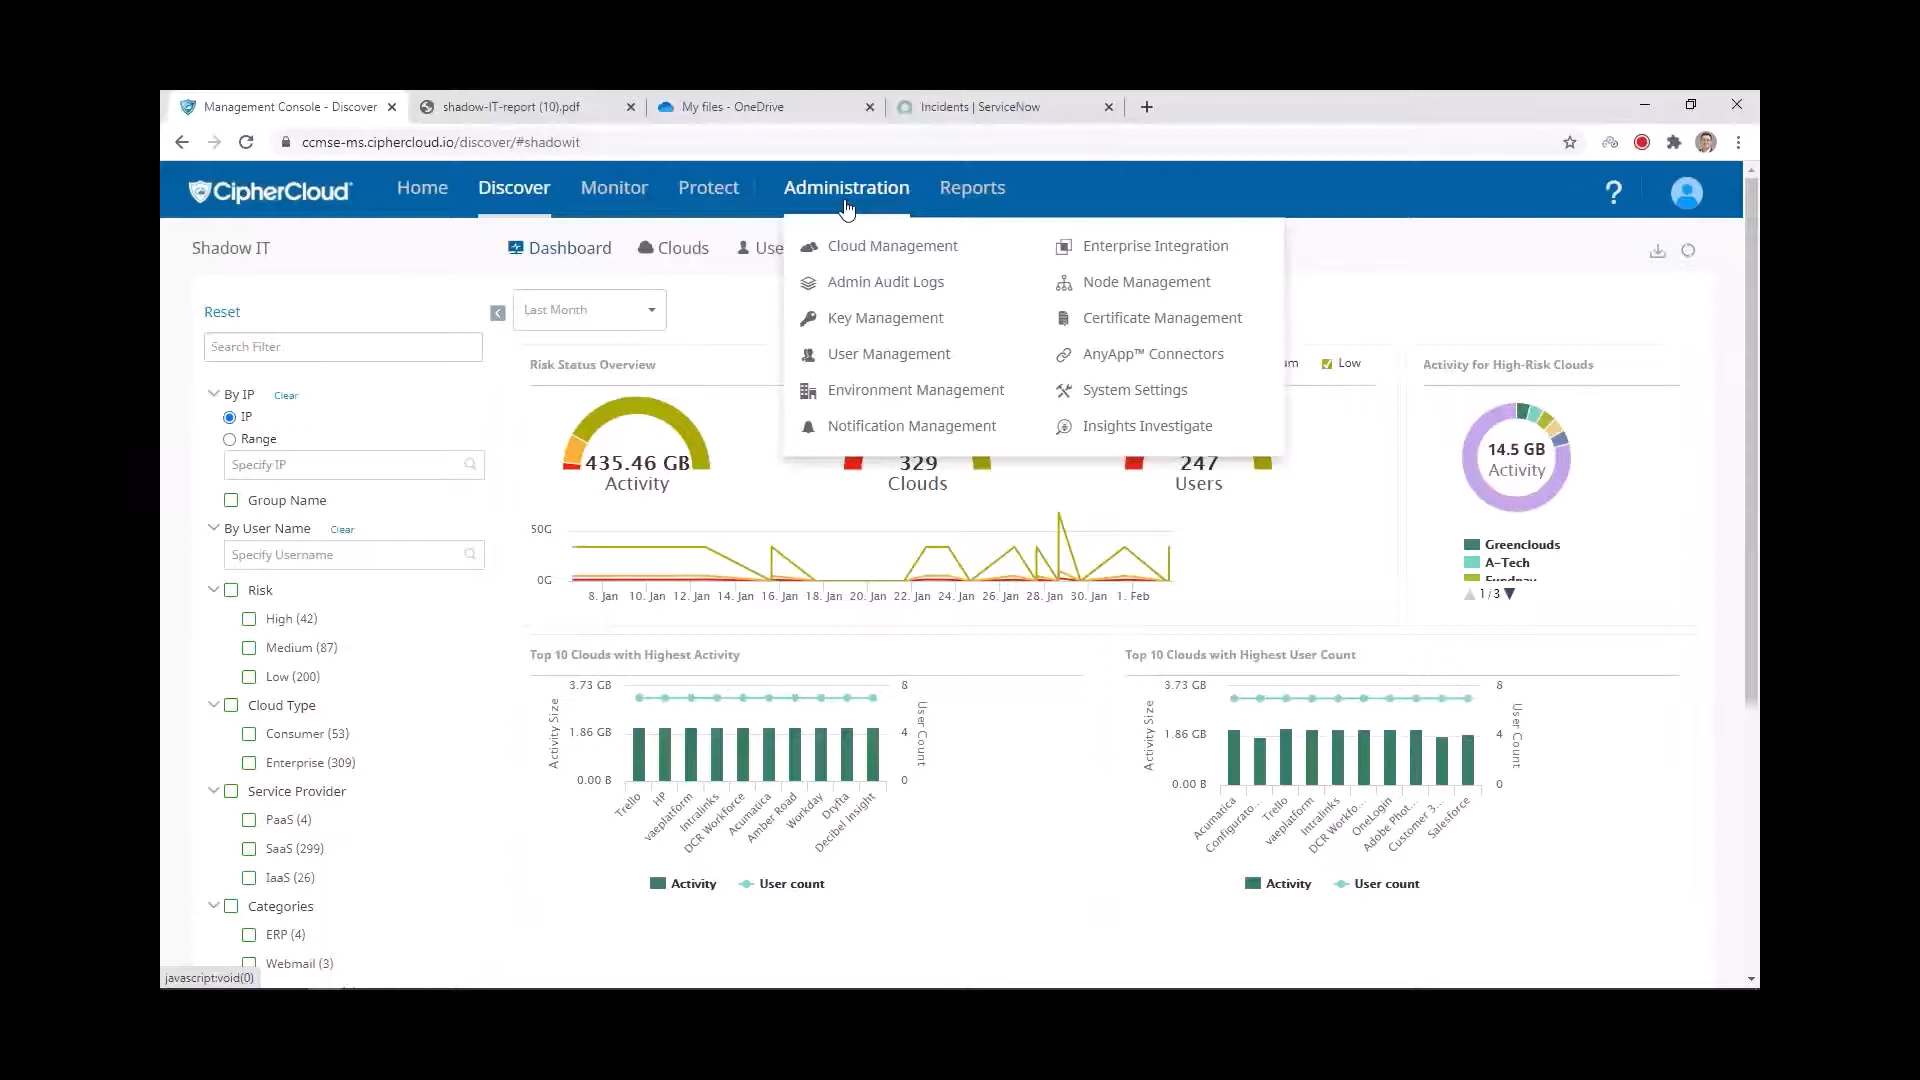 Management Console - Discover
shadow-IT-report (10).pdf
My files - OneDrive
Incidents | ServiceNow
ccmse-ms.ciphercloud.io/discover/#shadowit
CipherCloud
Home
Discover
Monitor
Protect
Administration
Reports
?
Shadow IT
Dashboard
Clouds
Use
Cloud Management
Admin Audit Logs
Key Management
User Management
Environment Management
Notification Management
Enterprise Integration
Node Management
Certificate Management
AnyApp™ Connectors
System Settings
Insights Investigate
Reset
Search Filter
By IP Clear
IP
Range
Specify IP
Group Name
By User Name Clear
Specify Username
Risk
High (42)
Medium (87)
Low (200)
Cloud Type
Consumer (53)
Enterprise (309)
Service Provider
PaaS (4)
SaaS (299)
IaaS (26)
Categories
ERP (4)
Webmail (3)
javascript:void(0)
Last Month
Risk Status Overview
um
Low
435.46 GB
Activity
329
Clouds
247
Users
50G
0G
8. Jan 10. Jan 12. Jan 14. Jan 16. Jan 18. Jan 20. Jan 22. Jan 24. Jan 26. Jan 28. Jan 30. Jan 1. Feb
Activity for High-Risk Clouds
14.5 GB
Activity
Greenclouds
A-Tech
1/3
Top 10 Clouds with Highest Activity
3.73 GB
1.86 GB
0.00 B
Activity Size
8
4
0
User Count
Trello
HP
vaeplatform
Intralinks
DCR Workforce
Acumatica
Amber Road
Workday
Dryfta
Decibel Insight
Activity
User count
Top 10 Clouds with Highest User Count
3.73 GB
1.86 GB
0.00 B
Activity Size
8
4
0
User Count
Acumatica
Configurato...
Trello
vaeplatform
Intralinks
DCR Workfo...
OneLogin
Adobe Phot...
Customer 3...
Salesforce
Activity
User count